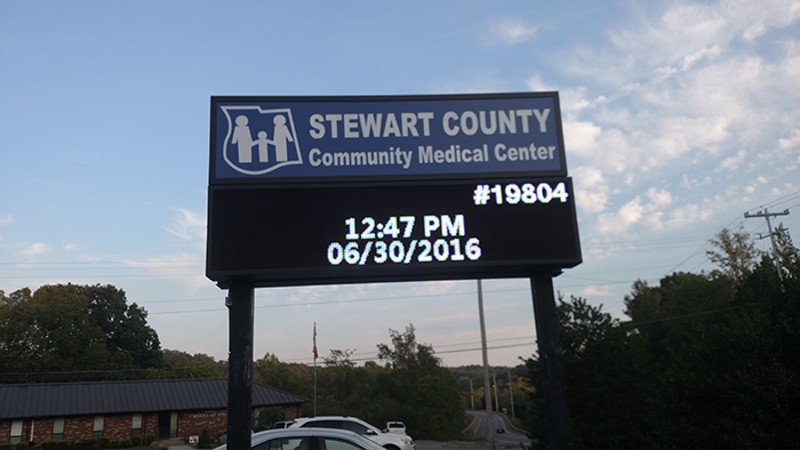 STEWART COUNTY
Community Medical Center
#19804
12:47 PM
06/30/2016